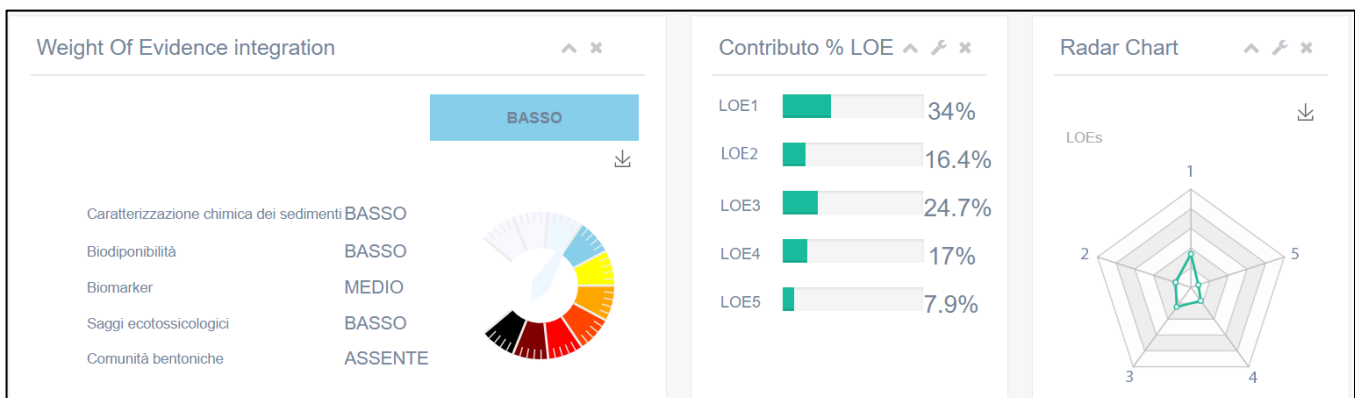 Weight Of Evidence integration
BASSO
Caratterizzazione chimica dei sedimenti BASSO
Biodiponibilità BASSO
Biomarker MEDIO
Saggi ecotossicologici BASSO
Comunità bentoniche ASSENTE
Contributo % LOE
LOE1 34%
LOE2 16.4%
LOE3 24.7%
LOE4 17%
LOE5 7.9%
Radar Chart
LOEs
1
2 5
3 4